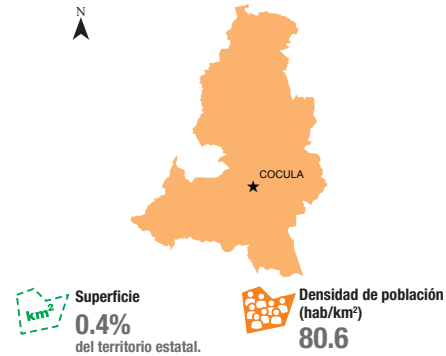 N
COCULA
km²
Superficie
0.4%
del territorio estatal.
Densidad de población
(hab/km²)
80.6